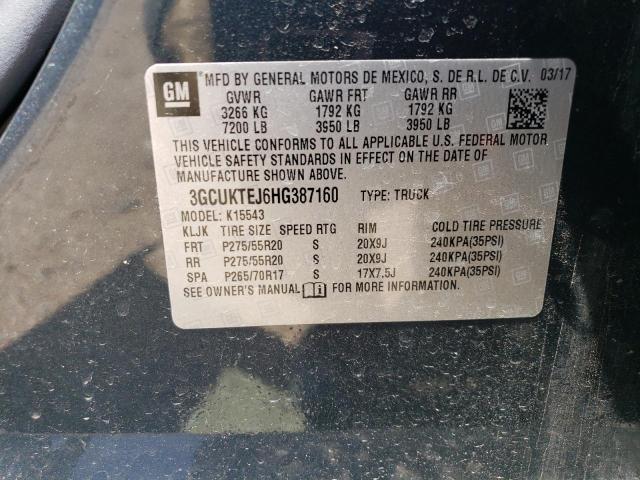 GM
MFD BY GENERAL MOTORS DE MEXICO, S. DE R.L. DE C.V. 03/17
GVWR GAWR FRT GAWR RR
3266 KG 1792 KG 1792 KG
7200 LB 3950 LB 3950 LB
THIS VEHICLE CONFORMS TO ALL APPLICABLE U.S. FEDERAL MOTOR
VEHICLE SAFETY STANDARDS IN EFFECT ON THE DATE OF
MANUFACTURE SHOWN ABOVE.
3GCUKTEJ6HG387160 TYPE: TRUCK
MODEL: K15543
KLJK TIRE SIZE SPEED RTG RIM COLD TIRE PRESSURE
FRT P275/55R20 S 20X9J 240KPA(35PSI)
RR P275/55R20 S 20X9J 240KPA(35PSI)
SPA P265/70R17 S 17X7.5J 240KPA(35PSI)
SEE OWNER'S MANUAL FOR MORE INFORMATION.